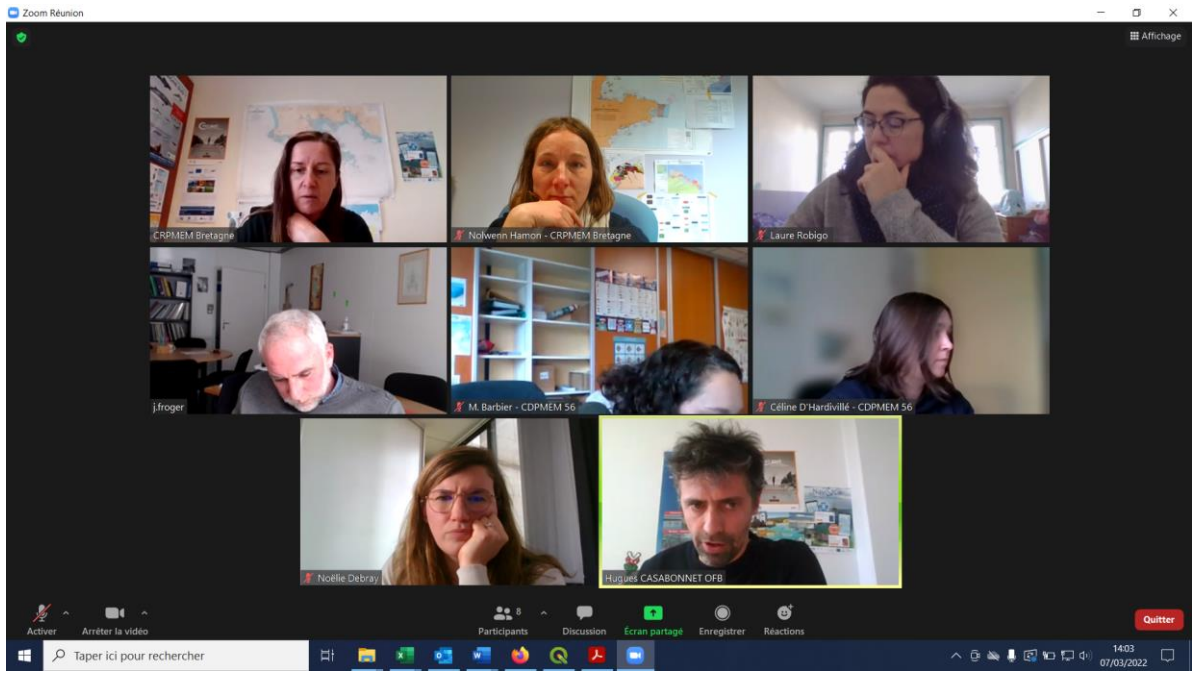 Zoom Réunion
Affichage
CRPMEM Bretagne
Nolwenn Hamon - CRPMEM Bretagne
Laure Robigo
j.froger
M. Barbier - CDPMEM 56
Céline D'Hardivillé - CDPMEM 56
Noëllie Debray
Hugues CASABONNET OFB
8
Activer
Arrêter la vidéo
Participants
Discussion
Écran partagé
Enregistrer
Réactions
Quitter
Taper ici pour rechercher
14:03
07/03/2022